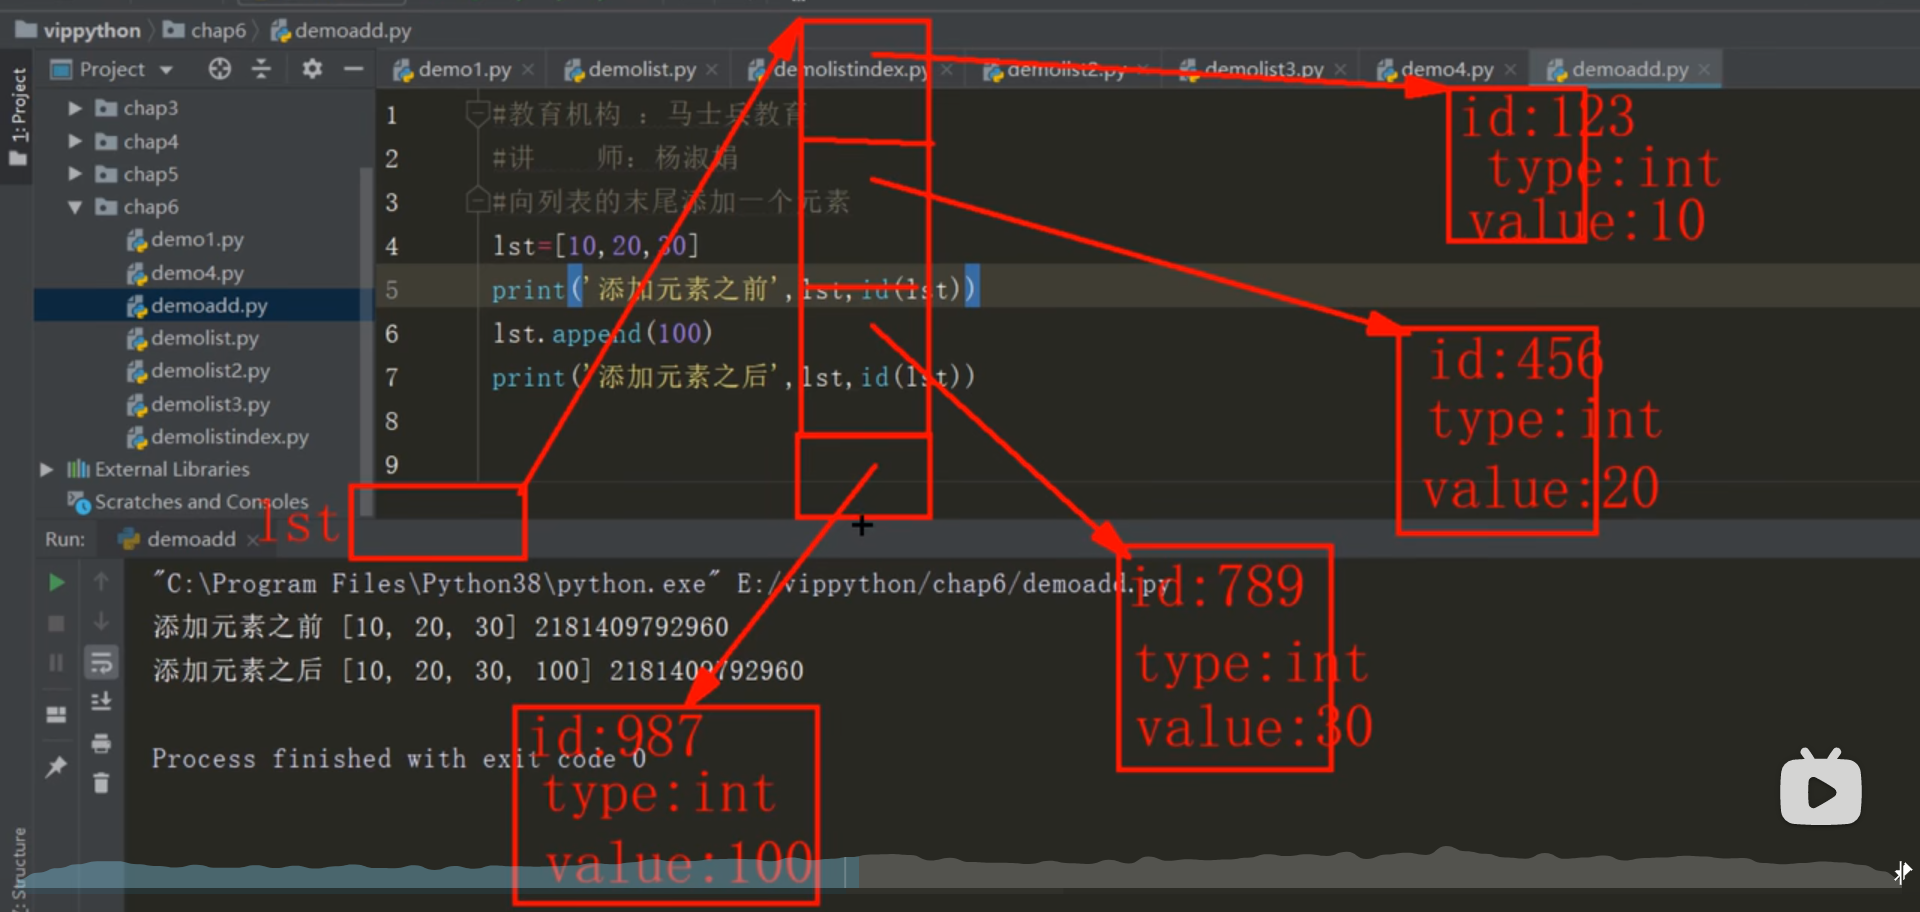 vippython
chap6
demoadd.py
1: Project
Project
demo1.py
demolist.py
demolistindex.py
demolist2.py
demolist3.py
demo4.py
demoadd.py
chap3
chap4
chap5
chap6
demo1.py
demo4.py
demoadd.py
demolist.py
demolist2.py
demolist3.py
demolistindex.py
External Libraries
Scratches and Consoles
1 #教育机构 ：马士兵教育
2 #讲    师：杨淑娟
3 #向列表的末尾添加一个元素
4 lst=[10,20,30]
5 print('添加元素之前',lst,id(lst))
6 lst.append(100)
7 print('添加元素之后',lst,id(lst))
8
9
id:123
type:int
value:10
id:456
type:int
value:20
lst
id:789
type:int
value:30
id:987
type:int
value:100
Run: demoadd
"C:\Program Files\Python38\python.exe" E:/vippython/chap6/demoadd.py
添加元素之前 [10, 20, 30] 2181409792960
添加元素之后 [10, 20, 30, 100] 2181409792960
Process finished with exit code 0
Structure